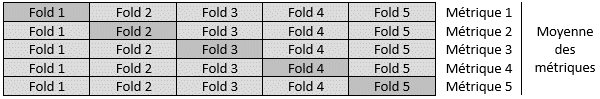 Fold 1 Fold 2 Fold 3 Fold 4 Fold 5 Métrique 1
Fold 1 Fold 2 Fold 3 Fold 4 Fold 5 Métrique 2
Fold 1 Fold 2 Fold 3 Fold 4 Fold 5 Métrique 3
Fold 1 Fold 2 Fold 3 Fold 4 Fold 5 Métrique 4
Fold 1 Fold 2 Fold 3 Fold 4 Fold 5 Métrique 5
Moyenne
des
métriques